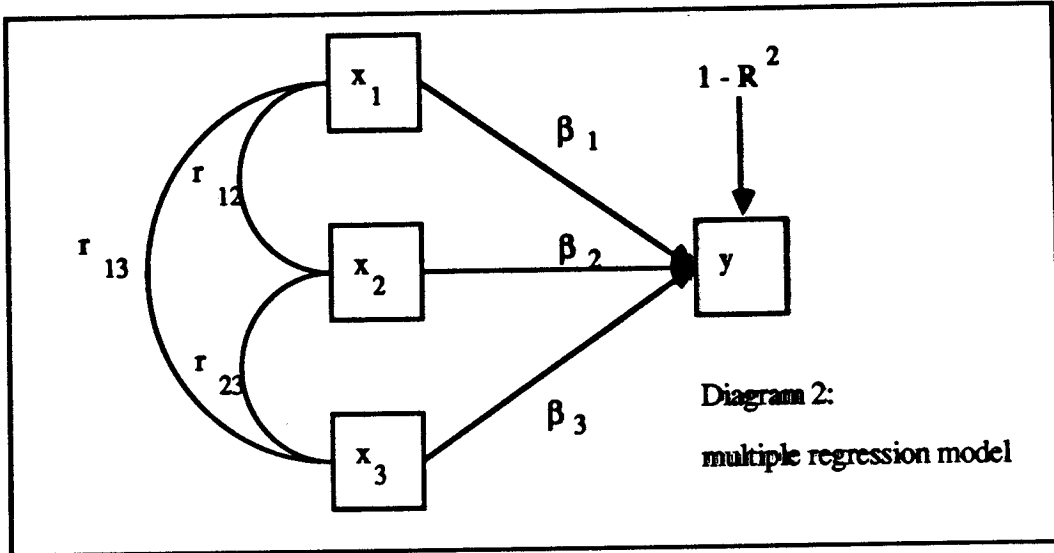 x₁
1 - R²
β₁
r₁₂
r₁₃
x₂
β₂
y
r₂₃
β₃
x₃
Diagram 2:
multiple regression model